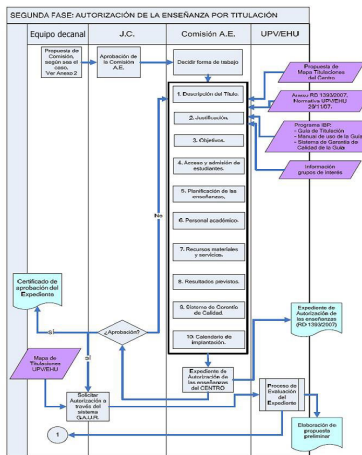 SEGUNDA FASE: AUTORIZACIÓN DE LA ENSEÑANZA POR TITULACIÓN
Equipo decanal
J.C.
Comisión A.E.
UPV/EHU
Propuesta de
Comisión,
según sea el
caso.
Ver Anexo 2
Aprobación de
la Comisión
A.E.
Decidir forma de trabajo
Propuesta de
Mapa Titulaciones
del Centro
1. Descripción del Título.
Anexo RD 1393/2007,
Normativa UPV/EHU
29/11/07.
2. Justificación.
Programa IBP:
- Guía de Titulación
- Manual de uso de la Guía
- Sistema de Garantía de
Calidad de la Guía
3. Objetivos.
4. Acceso y admisión de
estudiantes.
Información
grupos de interés
5. Planificación de las
enseñanzas.
No
6. Personal académico.
7. Recursos materiales
y servicios.
8. Resultados previstos.
Certificado de
aprobación del
Expediente
9. Sistema de Garantía
de Calidad.
Expediente de
Autorización de
las enseñanzas
(RD-1393/2007)
Sí
¿Aprobación?
10. Calendario de
implantación.
Sí
Mapa de
Titulaciones
UPV/EHU
Expediente de
Autorización de
las enseñanzas
del CENTRO
Solicitar
Autorización a
través del
sistema
G.A.U.R.
Proceso de
Evaluación
del
Expediente
1
Elaboración de
propuesta
preliminar